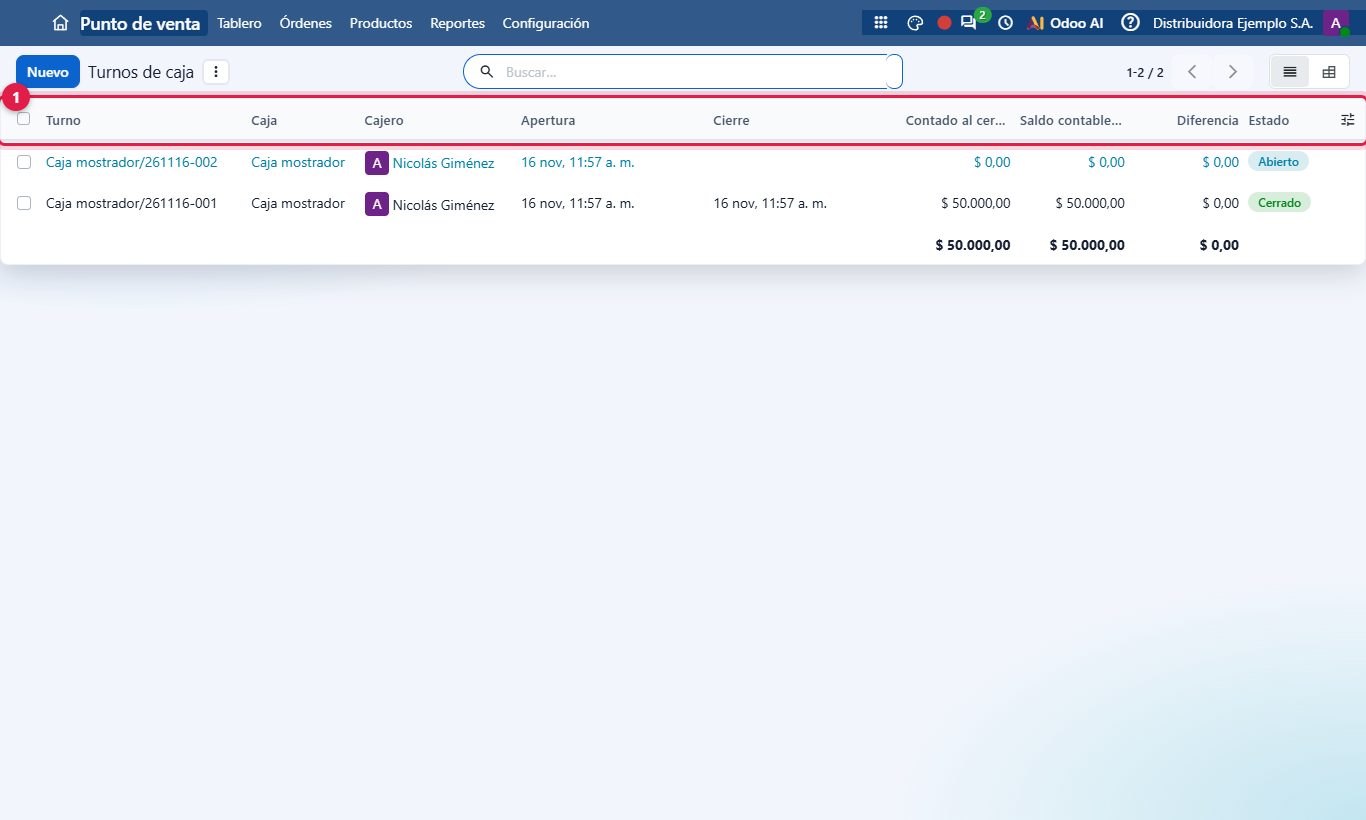 Punto de venta Tablero Órdenes Productos Reportes Configuración 2 Odoo AI Distribuidora Ejemplo S.A. A
Nuevo Turnos de caja Buscar... 1-2 / 2
1
Turno Caja Cajero Apertura Cierre Contado al cer... Saldo contable... Diferencia Estado
Caja mostrador/261116-002 Caja mostrador A Nicolás Giménez 16 nov, 11:57 a. m. $ 0,00 $ 0,00 $ 0,00 Abierto
Caja mostrador/261116-001 Caja mostrador A Nicolás Giménez 16 nov, 11:57 a. m. 16 nov, 11:57 a. m. $ 50.000,00 $ 50.000,00 $ 0,00 Cerrado
$ 50.000,00 $ 50.000,00 $ 0,00